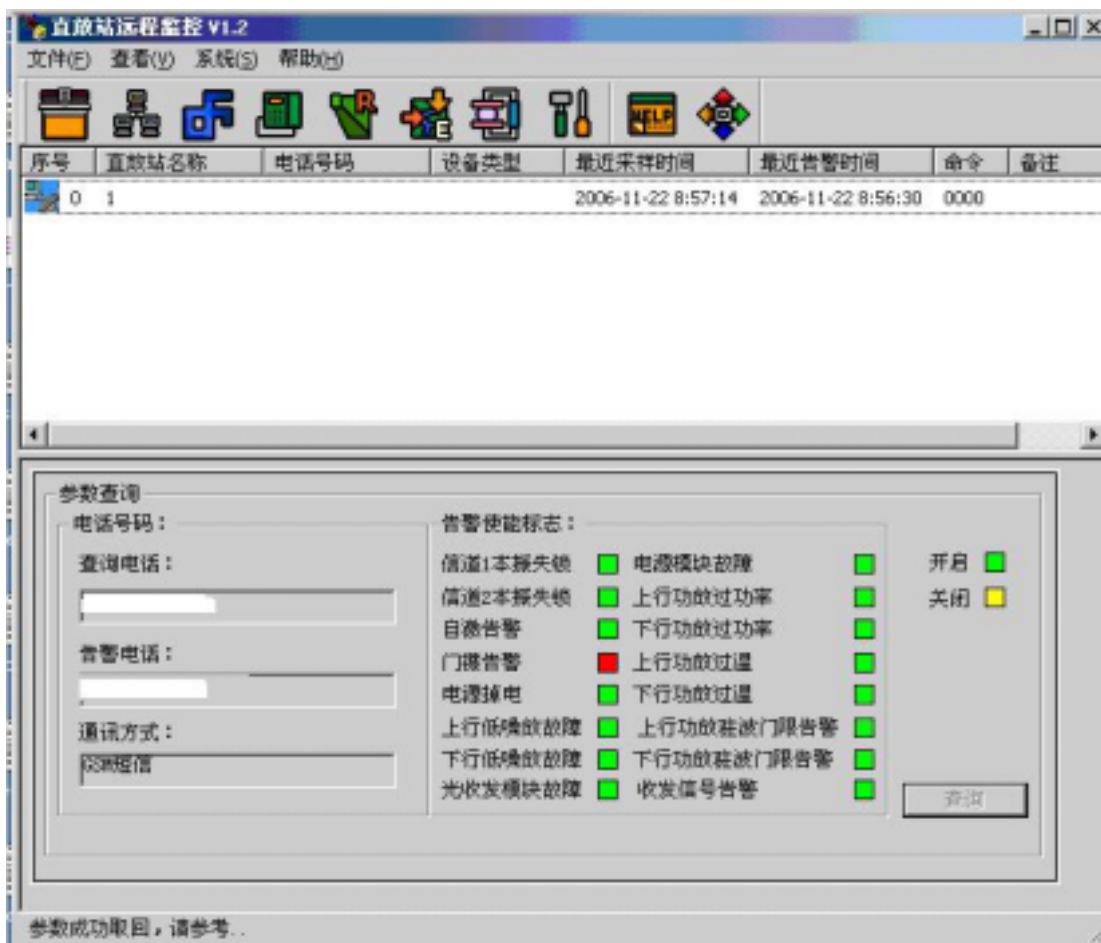 直放站远程监控 V1.2
文件(F) 查看(V) 系统(S) 帮助(H)
R E HELP
序号 直放站名称 电话号码 设备类型 最近采样时间 最近告警时间 命令 备注
0 1 2006-11-22 8:57:14 2006-11-22 8:56:30 0000
参数查询
电话号码： 告警使能标志：
查询电话： 信道1本振失锁 电源模块故障 开启
信道2本振失锁 上行功放过功率 关闭
自激告警 下行功放过功率
告警电话： 门禁告警 上行功放过温
电源掉电 下行功放过温
通讯方式： 上行低噪放故障 上行功放驻波门限告警
GSM短信 下行低噪放故障 下行功放驻波门限告警
光收发模块故障 收发信号告警 查询
参数成功取回，请参考..